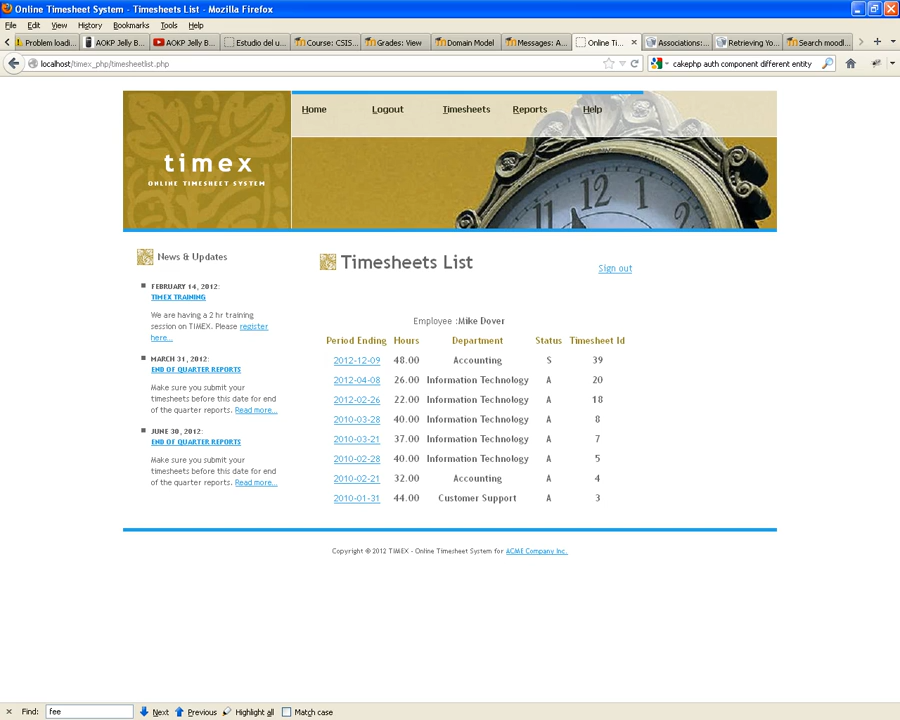 Online Timesheet System - Timesheets List - Mozilla Firefox
File Edit View History Bookmarks Tools Help
Problem loadi... AOKP Jelly B... AOKP Jelly B... Estudio del u... Course: CSIS... Grades: View Domain Model Messages: A... Online Ti... Associations:... Retrieving Yo... Search moodl...
localhost/timex_php/timesheetlist.php cakephp auth component different entity
Home Logout Timesheets Reports Help
timex
ONLINE TIMESHEET SYSTEM
11 12 1
News & Updates
FEBRUARY 14, 2012:
TIMEX TRAINING
We are having a 2 hr training
session on TIMEX. Please register
here...
MARCH 31, 2012:
END OF QUARTER REPORTS
Make sure you submit your
timesheets before this date for end
of the quarter reports. Read more...
JUNE 30, 2012:
END OF QUARTER REPORTS
Make sure you submit your
timesheets before this date for end
of the quarter reports. Read more...
Timesheets List
Sign out
Employee :Mike Dover
Period Ending Hours Department Status Timesheet Id
2012-12-09 48.00 Accounting S 39
2012-04-08 26.00 Information Technology A 20
2012-02-26 22.00 Information Technology A 18
2010-03-28 40.00 Information Technology A 8
2010-03-21 37.00 Information Technology A 7
2010-02-28 40.00 Information Technology A 5
2010-02-21 32.00 Accounting A 4
2010-01-31 44.00 Customer Support A 3
Copyright © 2012 TIMEX - Online Timesheet System for ACME Company Inc.
Find: fee Next Previous Highlight all Match case